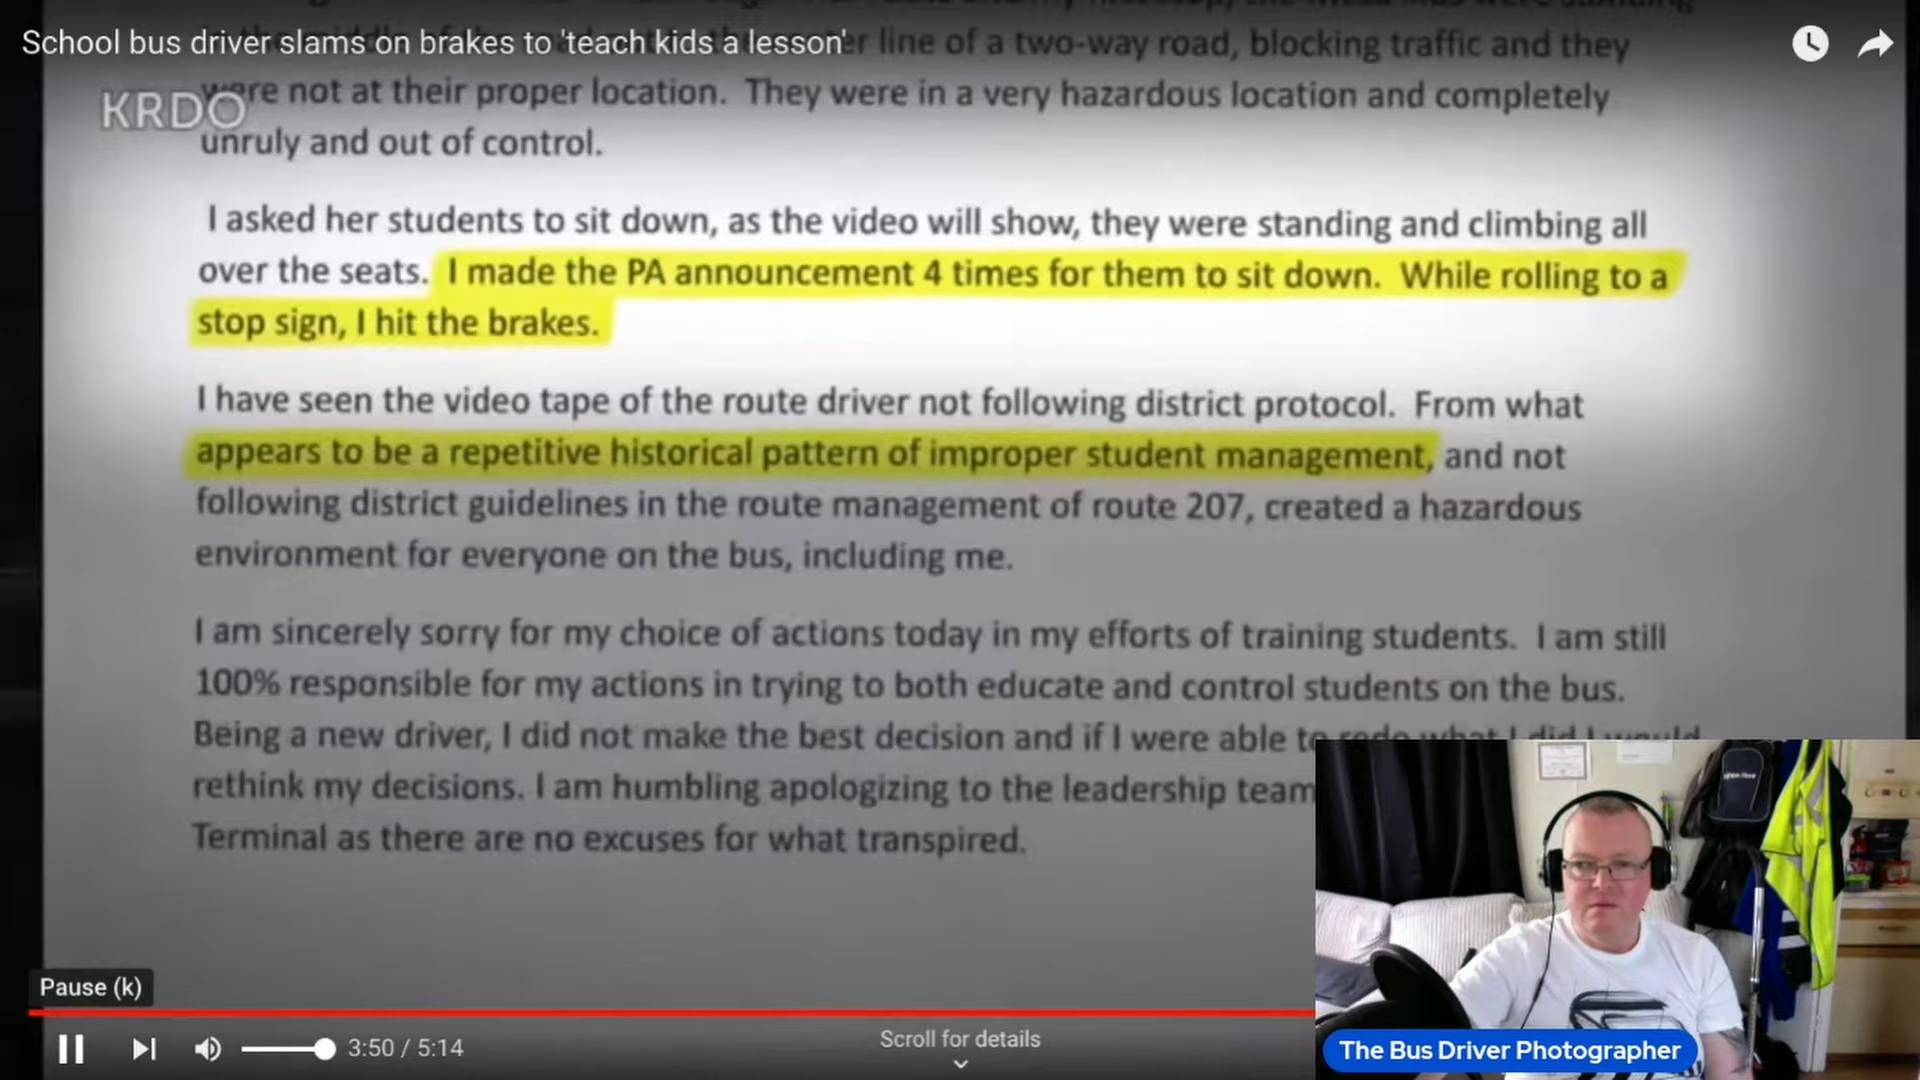 School bus driver slams on brakes to 'teach kids a lesson'
er line of a two-way road, blocking traffic and they
KRDO
were not at their proper location. They were in a very hazardous location and completely
unruly and out of control.
I asked her students to sit down, as the video will show, they were standing and climbing all
over the seats. I made the PA announcement 4 times for them to sit down. While rolling to a
stop sign, I hit the brakes.
I have seen the video tape of the route driver not following district protocol. From what
appears to be a repetitive historical pattern of improper student management, and not
following district guidelines in the route management of route 207, created a hazardous
environment for everyone on the bus, including me.
I am sincerely sorry for my choice of actions today in my efforts of training students. I am still
100% responsible for my actions in trying to both educate and control students on the bus.
Being a new driver, I did not make the best decision and if I were able to redo what I did I would
rethink my decisions. I am humbling apologizing to the leadership team
Terminal as there are no excuses for what transpired.
Pause (k)
3:50 / 5:14
Scroll for details
The Bus Driver Photographer